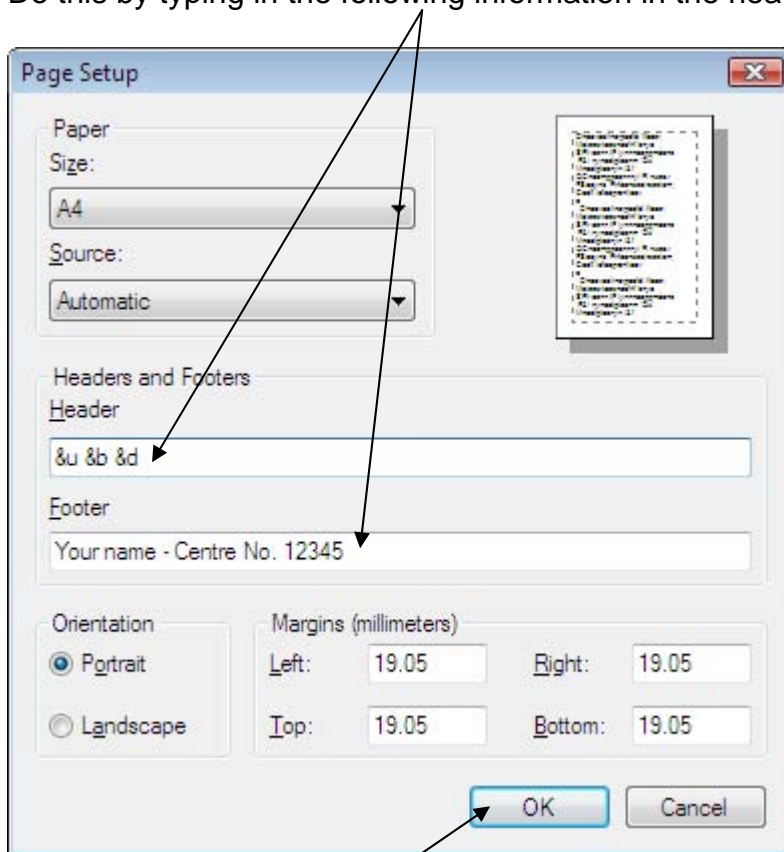 Do this by typing in the following information in the hea
Page Setup
Paper
Size:
A4
Source:
Automatic
Headers and Footers
Header
&u &b &d
Footer
Your name - Centre No. 12345
Orientation
Portrait
Landscape
Margins (millimeters)
Left: 19.05 Right: 19.05
Top: 19.05 Bottom: 19.05
OK Cancel